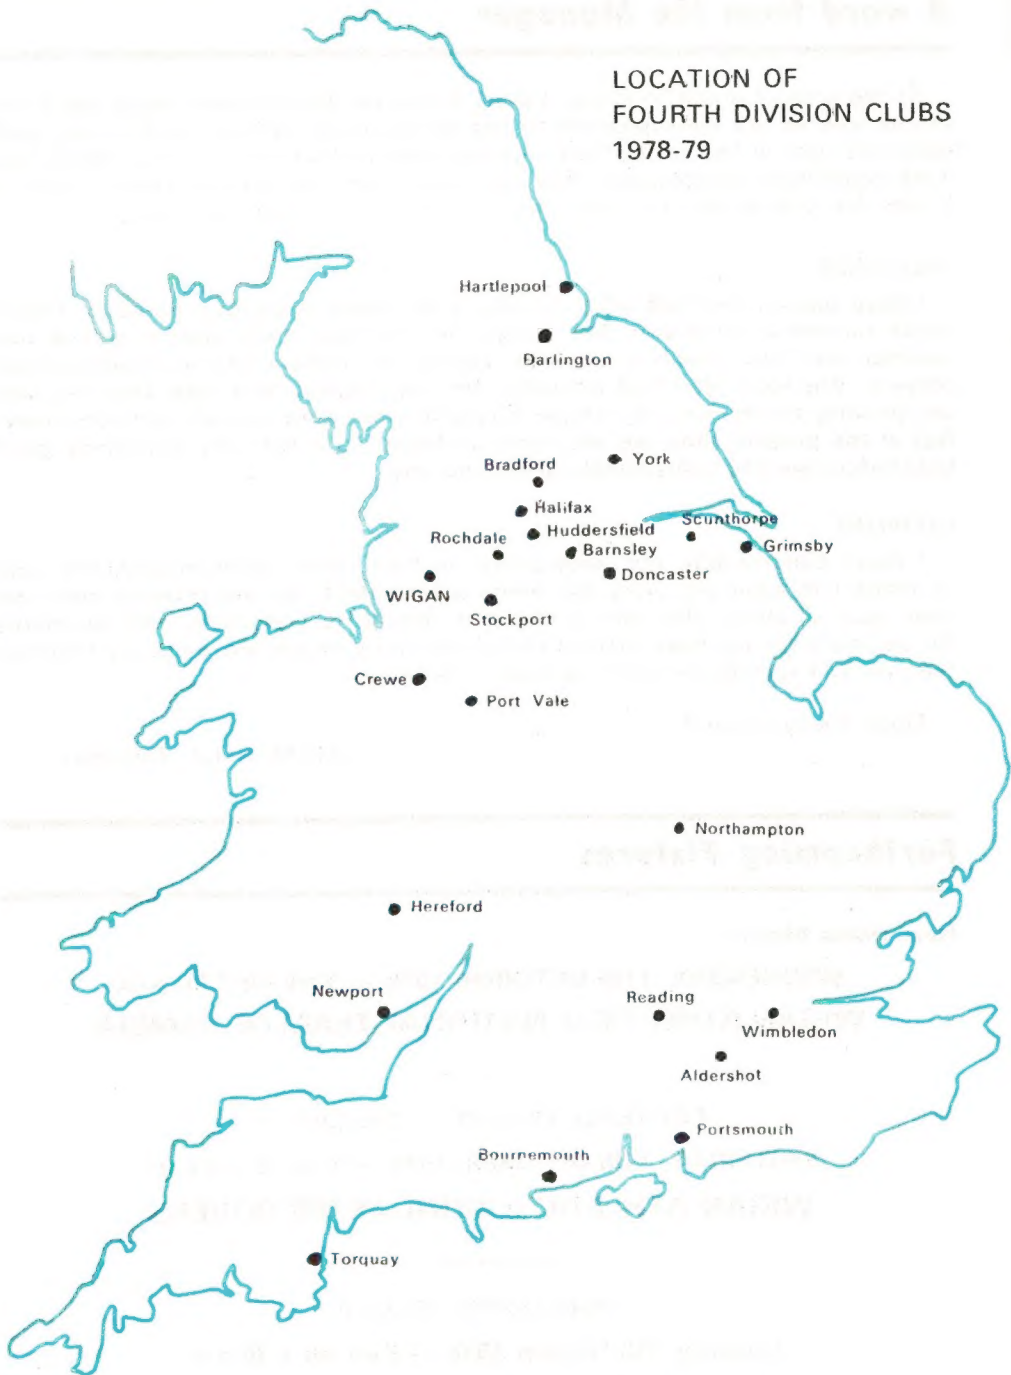 LOCATION OF
FOURTH DIVISION CLUBS
1978-79
Hartlepool
Darlington
York
Bradford
Halifax
Scunthorpe
Huddersfield
Rochdale
Grimsby
Barnsley
Doncaster
WIGAN
Stockport
Crewe
Port Vale
Northampton
Hereford
Newport
Reading
Wimbledon
Aldershot
Portsmouth
Bournemouth
Torquay